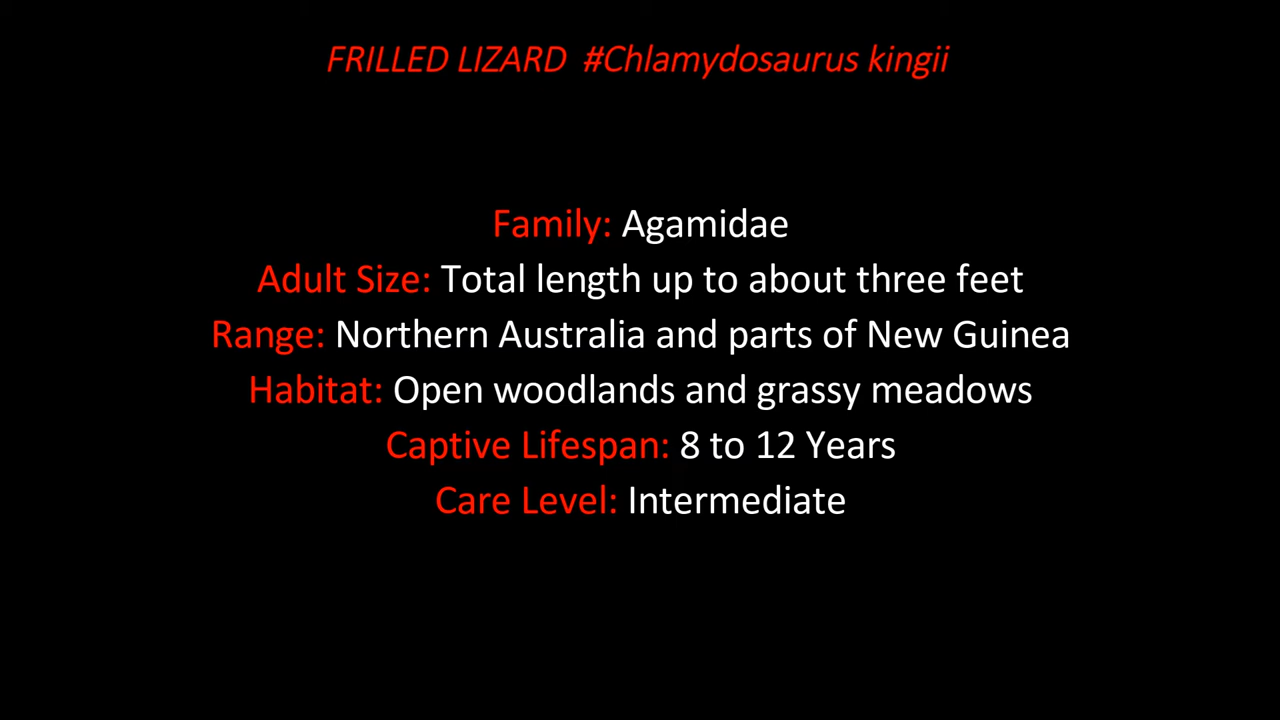 FRILLED LIZARD #Chlamydosaurus kingii
Family: Agamidae
Adult Size: Total length up to about three feet
Range: Northern Australia and parts of New Guinea
Habitat: Open woodlands and grassy meadows
Captive Lifespan: 8 to 12 Years
Care Level: Intermediate